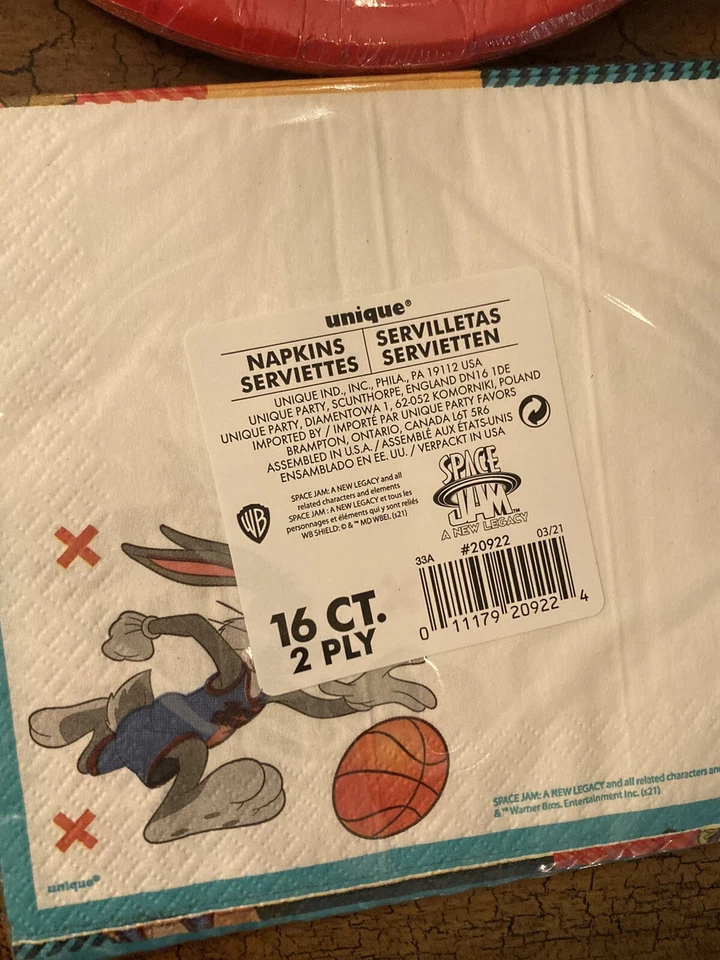 unique®
NAPKINS
SERVIETTES
SERVILLETAS
SERVIETTEN
UNIQUE IND., INC., PHILA., PA 19112 USA
UNIQUE PARTY, SCUNTHORPE, ENGLAND DN16 1DE
UNIQUE PARTY, DIAMENTOWA 1, 62-052 KOMORNIKI, POLAND
IMPORTED BY / IMPORTÉ PAR UNIQUE PARTY FAVORS
BRAMPTON, ONTARIO, CANADA L6T 5R6
ASSEMBLED IN U.S.A. / ASSEMBLÉ AUX ÉTATS-UNIS
ENSAMBLADO EN EE. UU. / VERPACKT IN USA
WB
SPACE JAM: A NEW LEGACY and all
related characters and elements
SPACE JAM : A NEW LEGACY et tous les
personnages et éléments qui y sont reliés
WB SHIELD: © & ™ MD WBEI. (s21)
SPACE
JAM™
A NEW LEGACY
33A #20922 03/21
0 11179 20922 4
16 CT.
2 PLY
SPACE JAM: A NEW LEGACY and all related characters an
& ™ Warner Bros. Entertainment Inc. (s21)
unique®